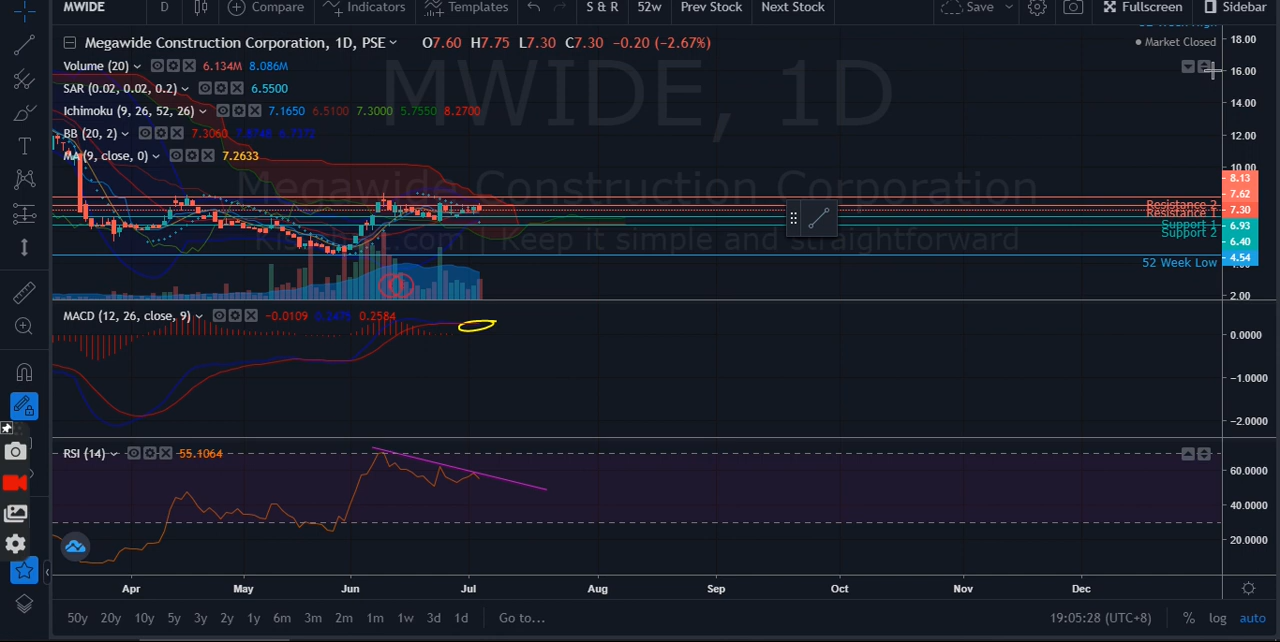 MWIDE D Compare Indicators Templates S & R 52w Prev Stock Next Stock Save Fullscreen Sidebar
Megawide Construction Corporation, 1D, PSE O7.60 H7.75 L7.30 C7.30 −0.20 (−2.67%)
Market Closed
Volume (20) 6.134M 8.086M
SAR (0.02, 0.02, 0.2) 6.5500
Ichimoku (9, 26, 52, 26) 7.1650 6.5100 7.3000 5.7550 8.2700
BB (20, 2) 7.3060 7.8748 6.7372
MA (9, close, 0) 7.2633
MWIDE, 1D
Megawide Construction Corporation
keep it simple
straightforward
18.00
16.00
14.00
12.00
10.00
8.13
7.62
Resistance 2
7.30
Resistance 1
Support 1 6.93
Support 2
6.40
52 Week Low 4.54
2.00
MACD (12, 26, close, 9) −0.0109 0.2475 0.2584
0.0000
−1.0000
−2.0000
RSI (14) 55.1064
60.0000
40.0000
20.0000
Apr May Jun Jul Aug Sep Oct Nov Dec
50y 20y 10y 5y 3y 2y 1y 6m 3m 2m 1m 1w 3d 1d Go to... 19:05:28 (UTC+8) % log auto